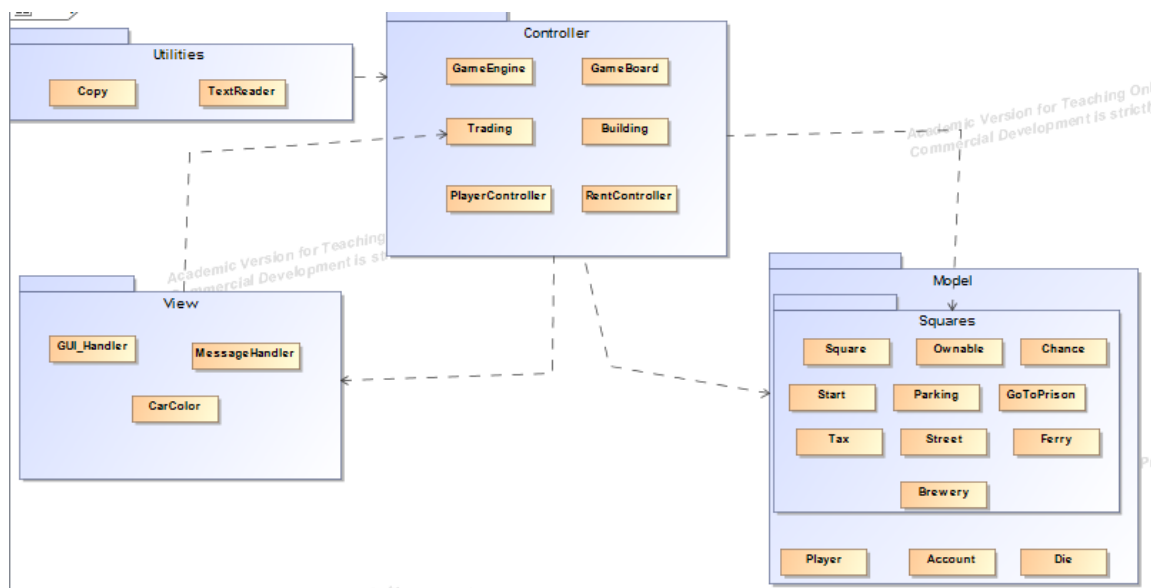 Utilities
Copy
TextReader
Controller
GameEngine
GameBoard
Trading
Building
PlayerController
RentController
Academic Version for Teaching Onl
Commercial Development is strictl
Academic Version for Teaching
Commercial Development is st
View
GUI_Handler
MessageHandler
CarColor
Model
Squares
Square
Ownable
Chance
Start
Parking
GoToPrison
Tax
Street
Ferry
Brewery
Player
Account
Die